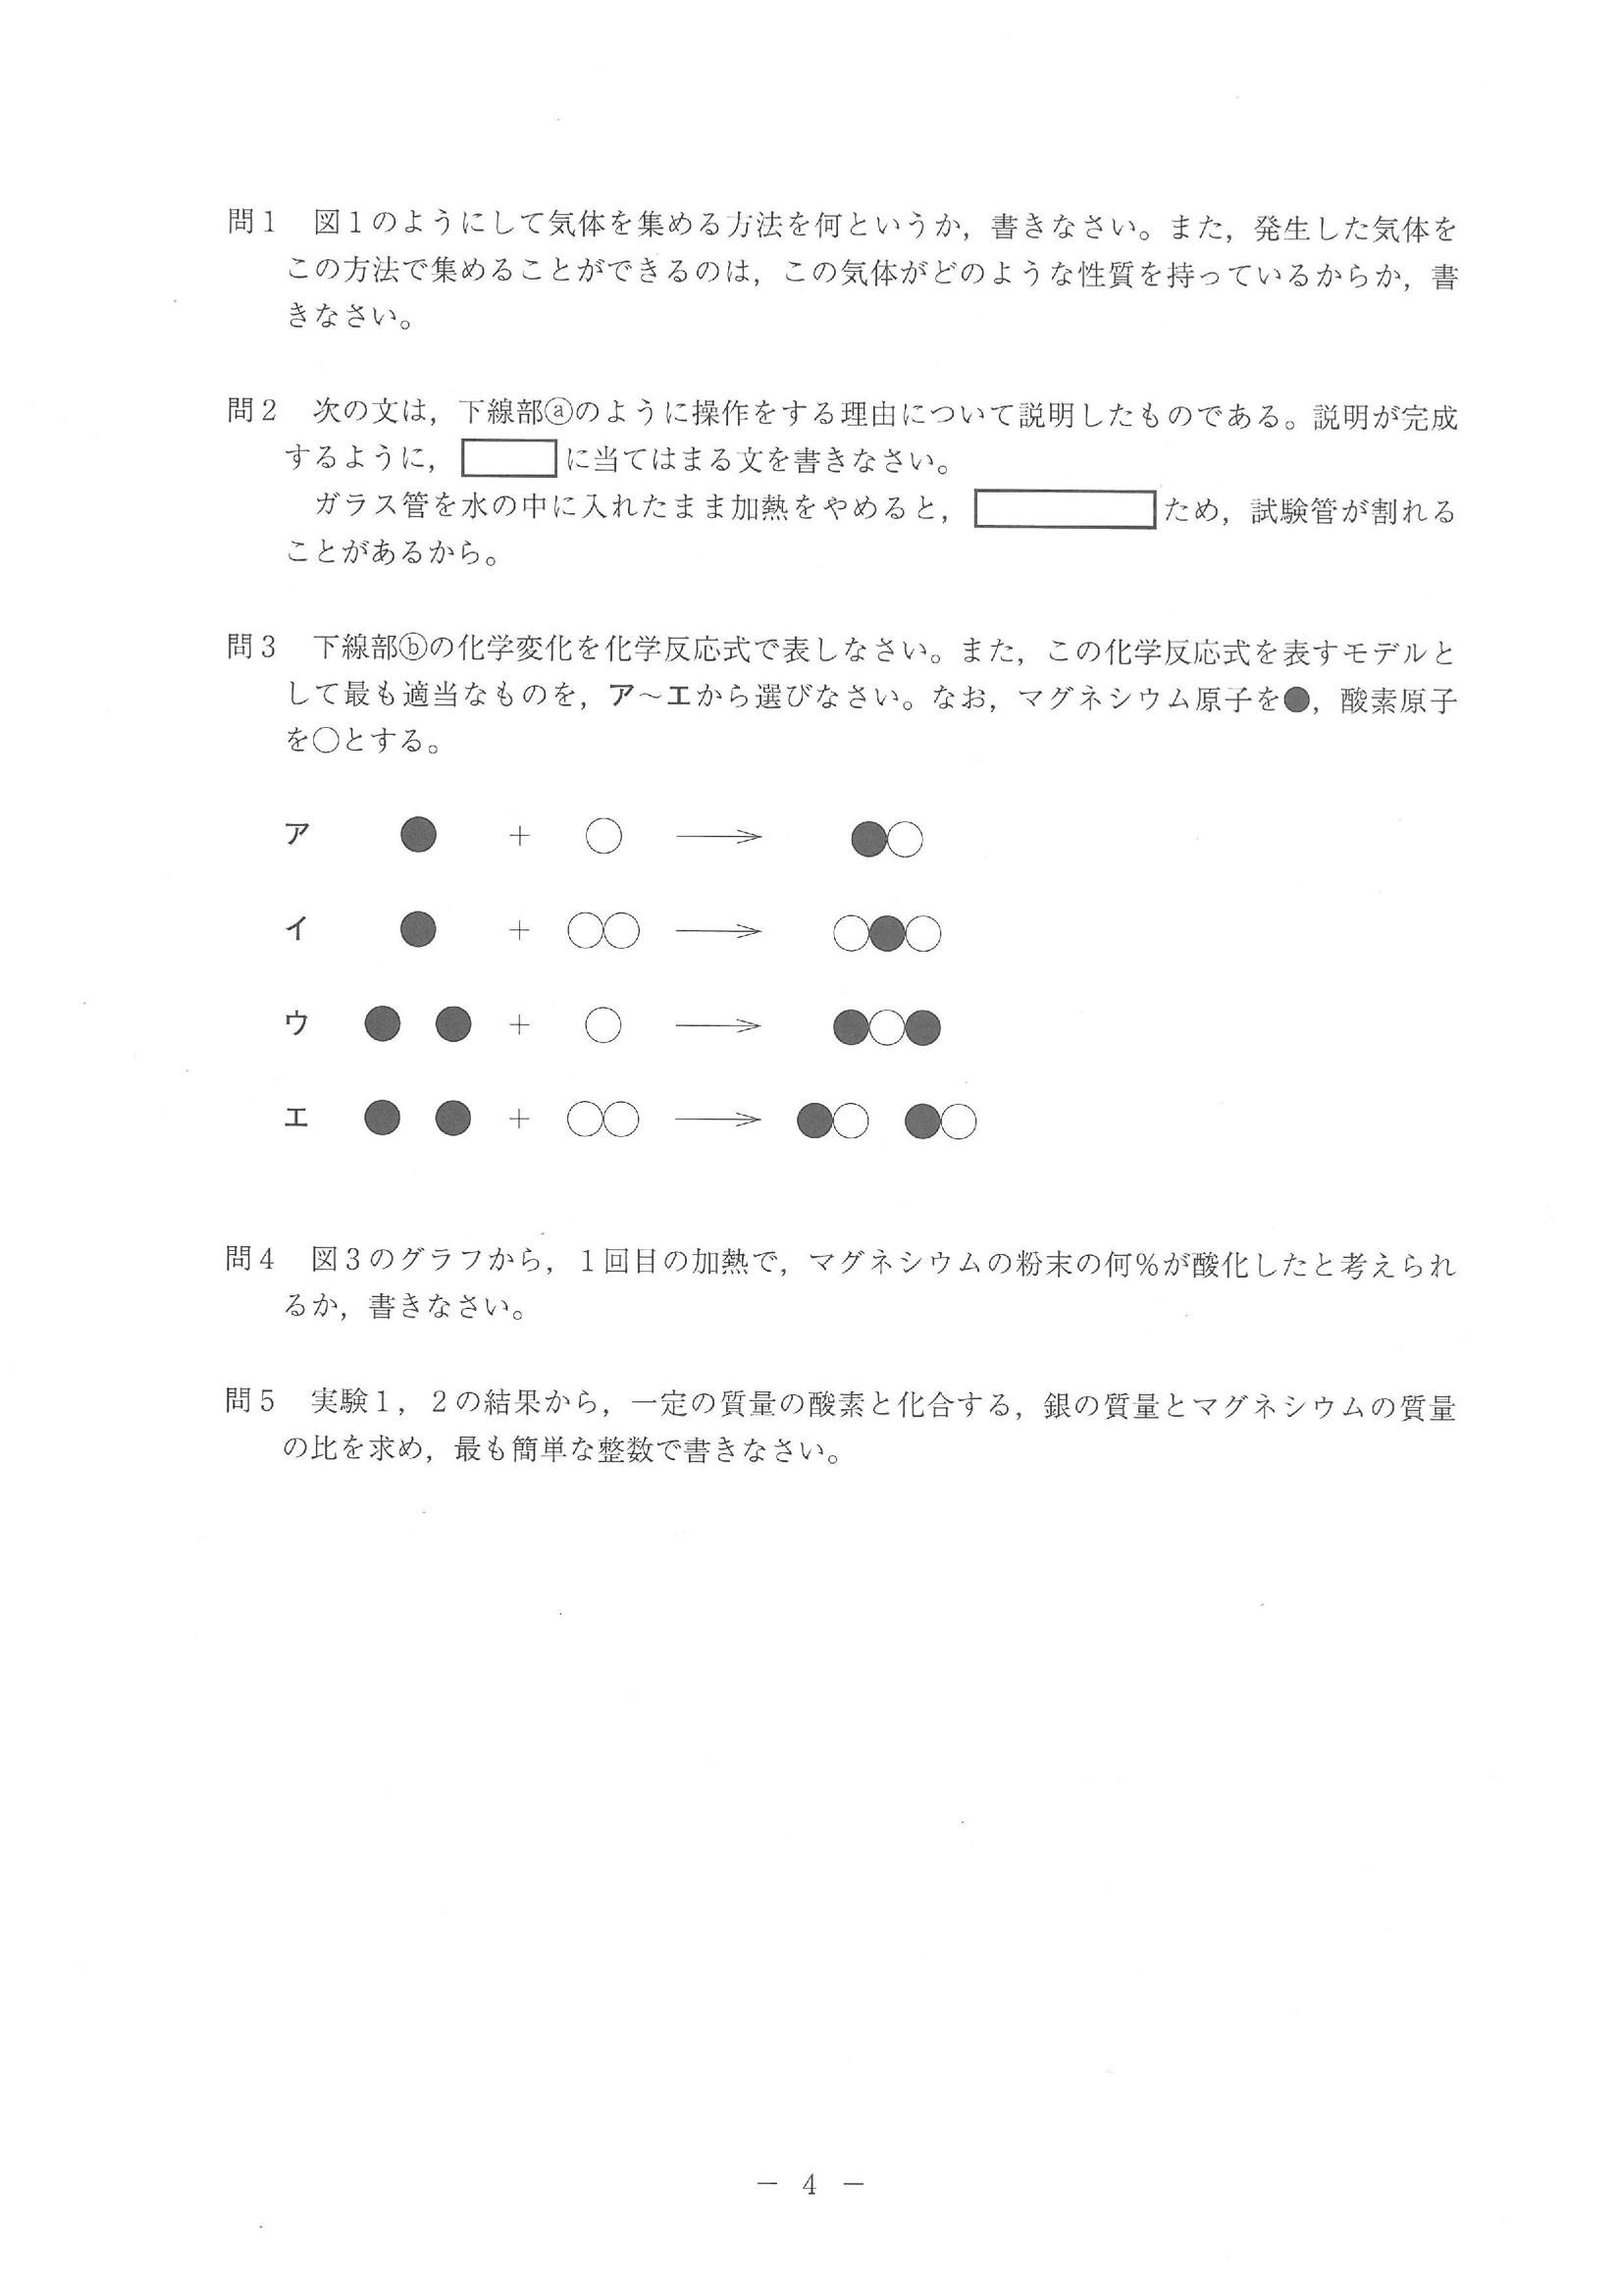 問1　図1のようにして気体を集める方法を何というか，書きなさい。また，発生した気体を
この方法で集めることができるのは，この気体がどのような性質を持っているからか，書
きなさい。
問2　次の文は，下線部ⓐのように操作をする理由について説明したものである。説明が完成
するように，　　　に当てはまる文を書きなさい。
ガラス管を水の中に入れたまま加熱をやめると，　　　ため，試験管が割れる
ことがあるから。
問3　下線部ⓑの化学変化を化学反応式で表しなさい。また，この化学反応式を表すモデルと
して最も適当なものを，ア～エから選びなさい。なお，マグネシウム原子を●，酸素原子
を○とする。
ア　●　＋　○　→　●○
イ　●　＋　○○　→　○●○
ウ　●　●　＋　○　→　●○●
エ　●　●　＋　○○　→　●○　●○
問4　図3のグラフから，1回目の加熱で，マグネシウムの粉末の何％が酸化したと考えられ
るか，書きなさい。
問5　実験1，2の結果から，一定の質量の酸素と化合する，銀の質量とマグネシウムの質量
の比を求め，最も簡単な整数で書きなさい。
－ 4 －